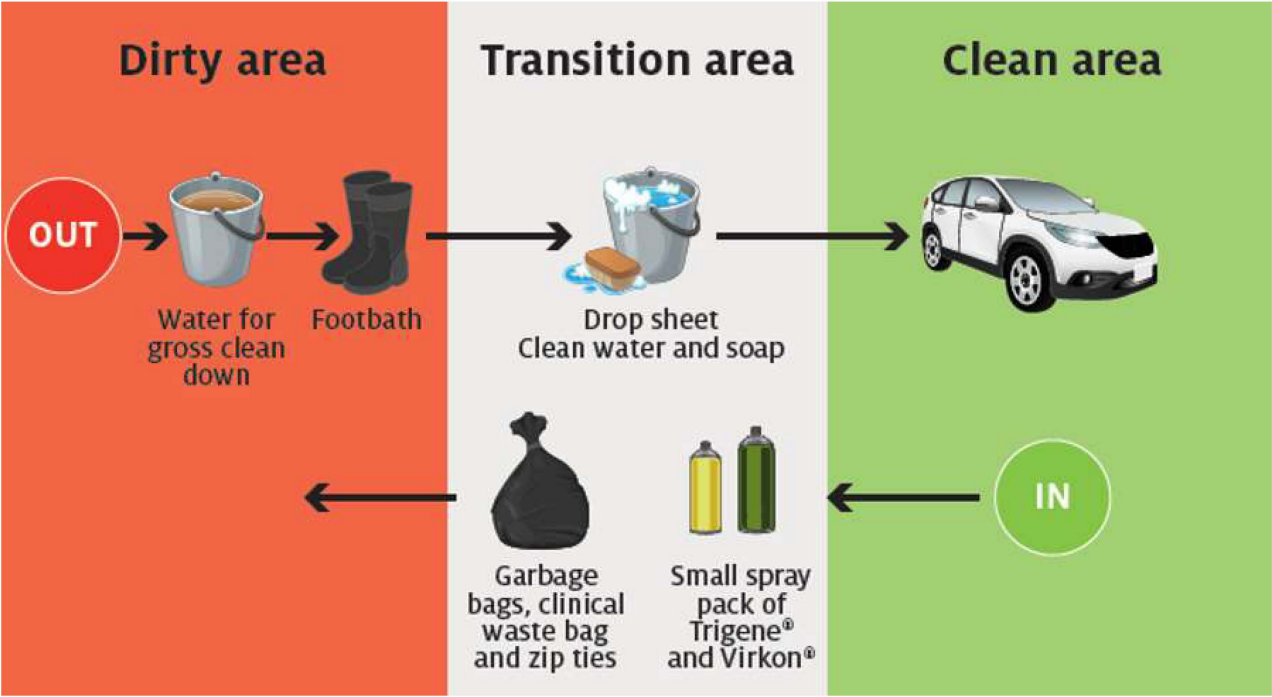 Dirty area
Transition area
Clean area
OUT
Water for
gross clean
down
Footbath
Drop sheet
Clean water and soap
IN
Garbage
bags, clinical
waste bag
and zip ties
Small spray
pack of
Trigene®
and Virkon®